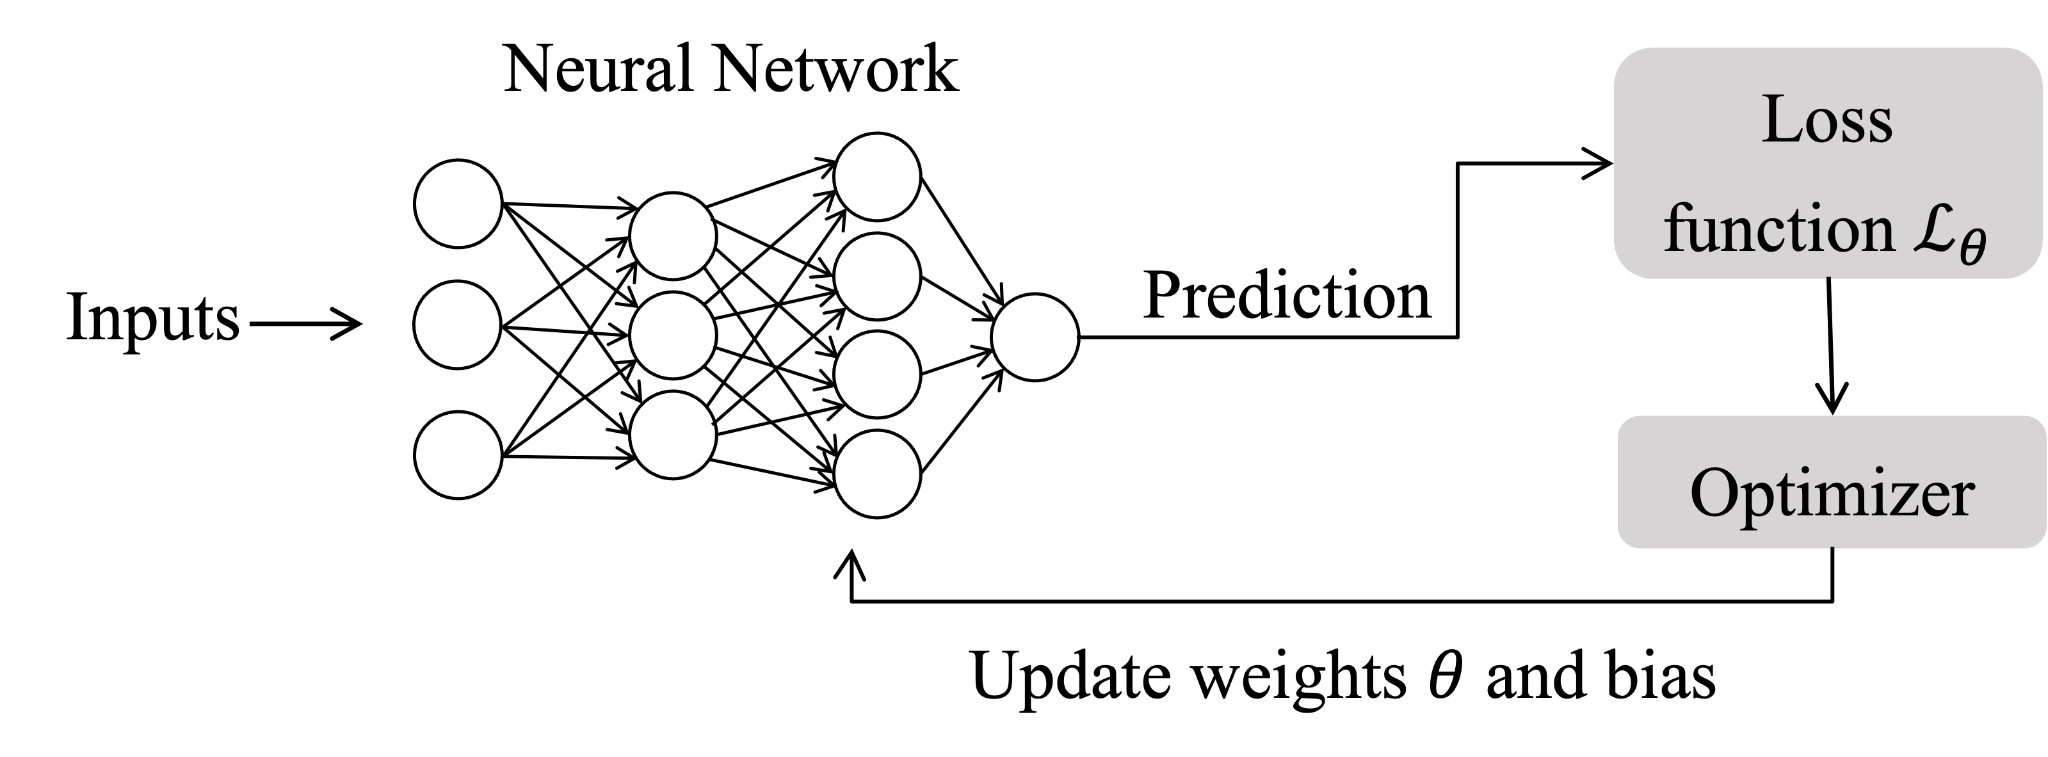 Neural Network
Inputs
Prediction
Loss
function ℒθ
Optimizer
Update weights θ and bias